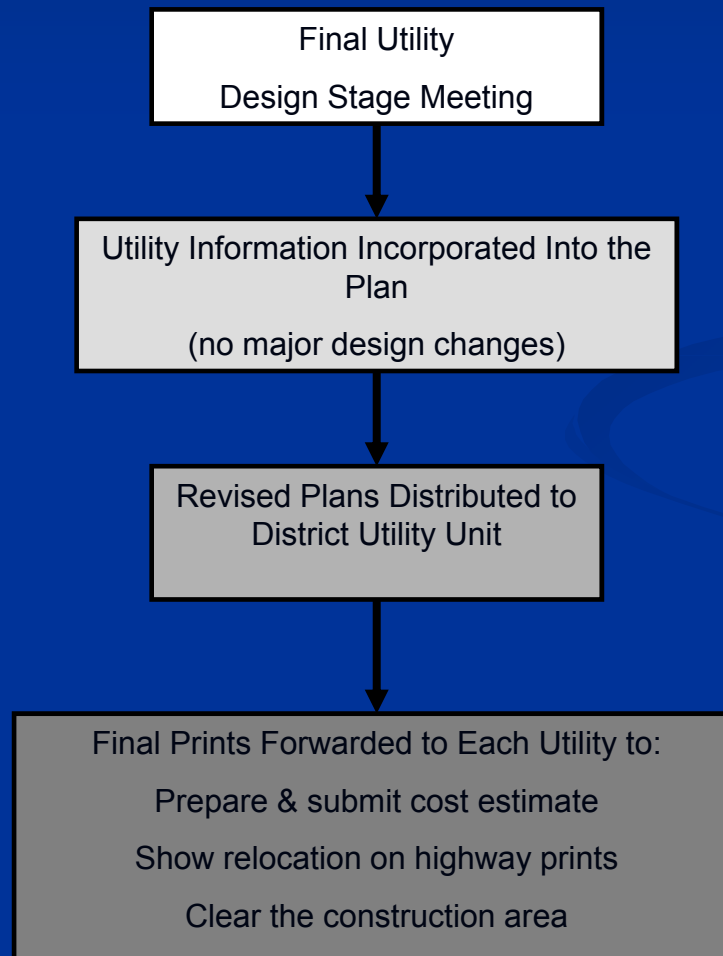 Final Utility
Design Stage Meeting
Utility Information Incorporated Into the
Plan
(no major design changes)
Revised Plans Distributed to
District Utility Unit
Final Prints Forwarded to Each Utility to:
Prepare & submit cost estimate
Show relocation on highway prints
Clear the construction area